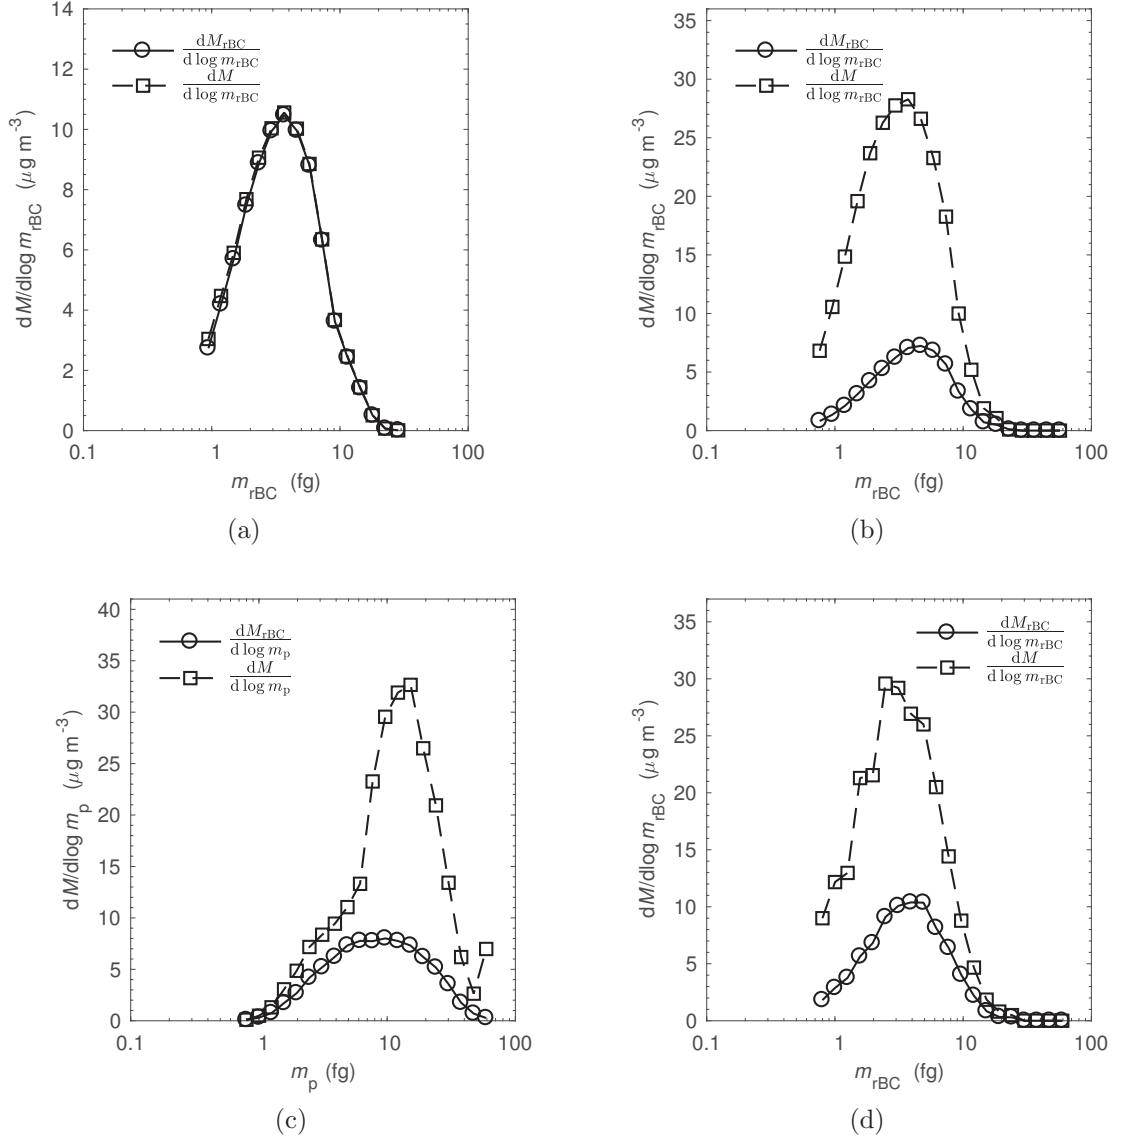 14
12
10
8
6
4
2
0
dM_rBC / d log m_rBC
dM / d log m_rBC
dM/dlog m_rBC (μg m^-3)
0.1 1 10 100
m_rBC (fg)
(a)
35
30
25
20
15
10
5
0
dM_rBC / d log m_rBC
dM / d log m_rBC
dM/dlog m_rBC (μg m^-3)
0.1 1 10 100
m_rBC (fg)
(b)
40
35
30
25
20
15
10
5
0
dM_rBC / d log m_p
dM / d log m_p
dM/dlog m_p (μg m^-3)
0.1 1 10 100
m_p (fg)
(c)
35
30
25
20
15
10
5
0
dM_rBC / d log m_rBC
dM / d log m_rBC
dM/dlog m_rBC (μg m^-3)
0.1 1 10 100
m_rBC (fg)
(d)